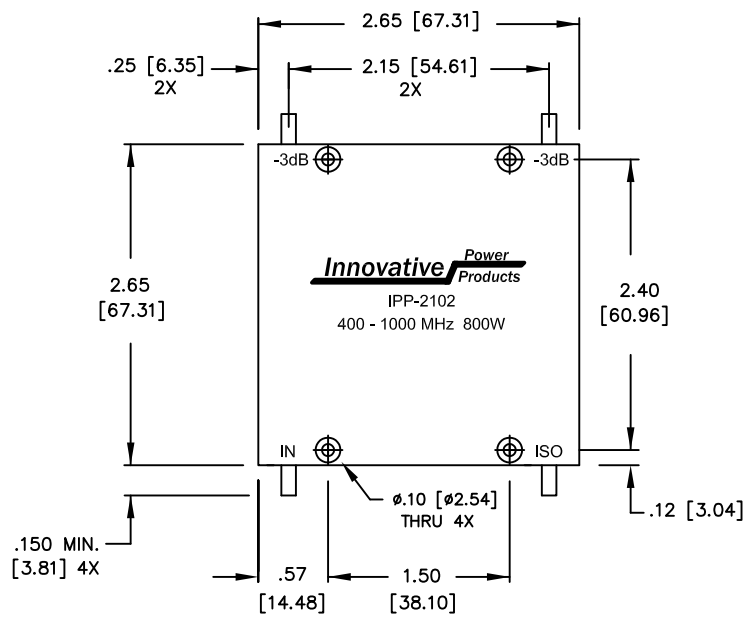 2.65 [67.31]
.25 [6.35]
2X
2.15 [54.61]
2X
-3dB
-3dB
Innovative
Power
Products
IPP-2102
400 - 1000 MHz 800W
2.65
[67.31]
2.40
[60.96]
IN
ISO
ø.10 [ø2.54]
THRU 4X
.12 [3.04]
.150 MIN.
[3.81] 4X
.57
[14.48]
1.50
[38.10]